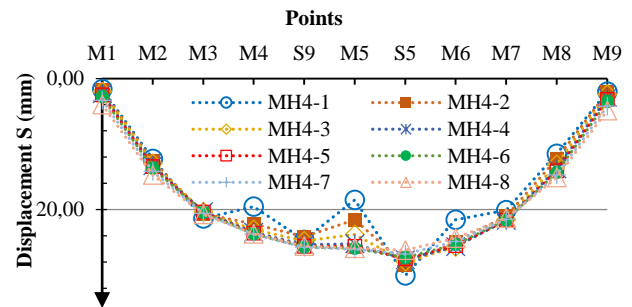 Points
M1 M2 M3 M4 S9 M5 S5 M6 M7 M8 M9
0,00
20,00
Displacement S (mm)
MH4-1 MH4-2
MH4-3 MH4-4
MH4-5 MH4-6
MH4-7 MH4-8